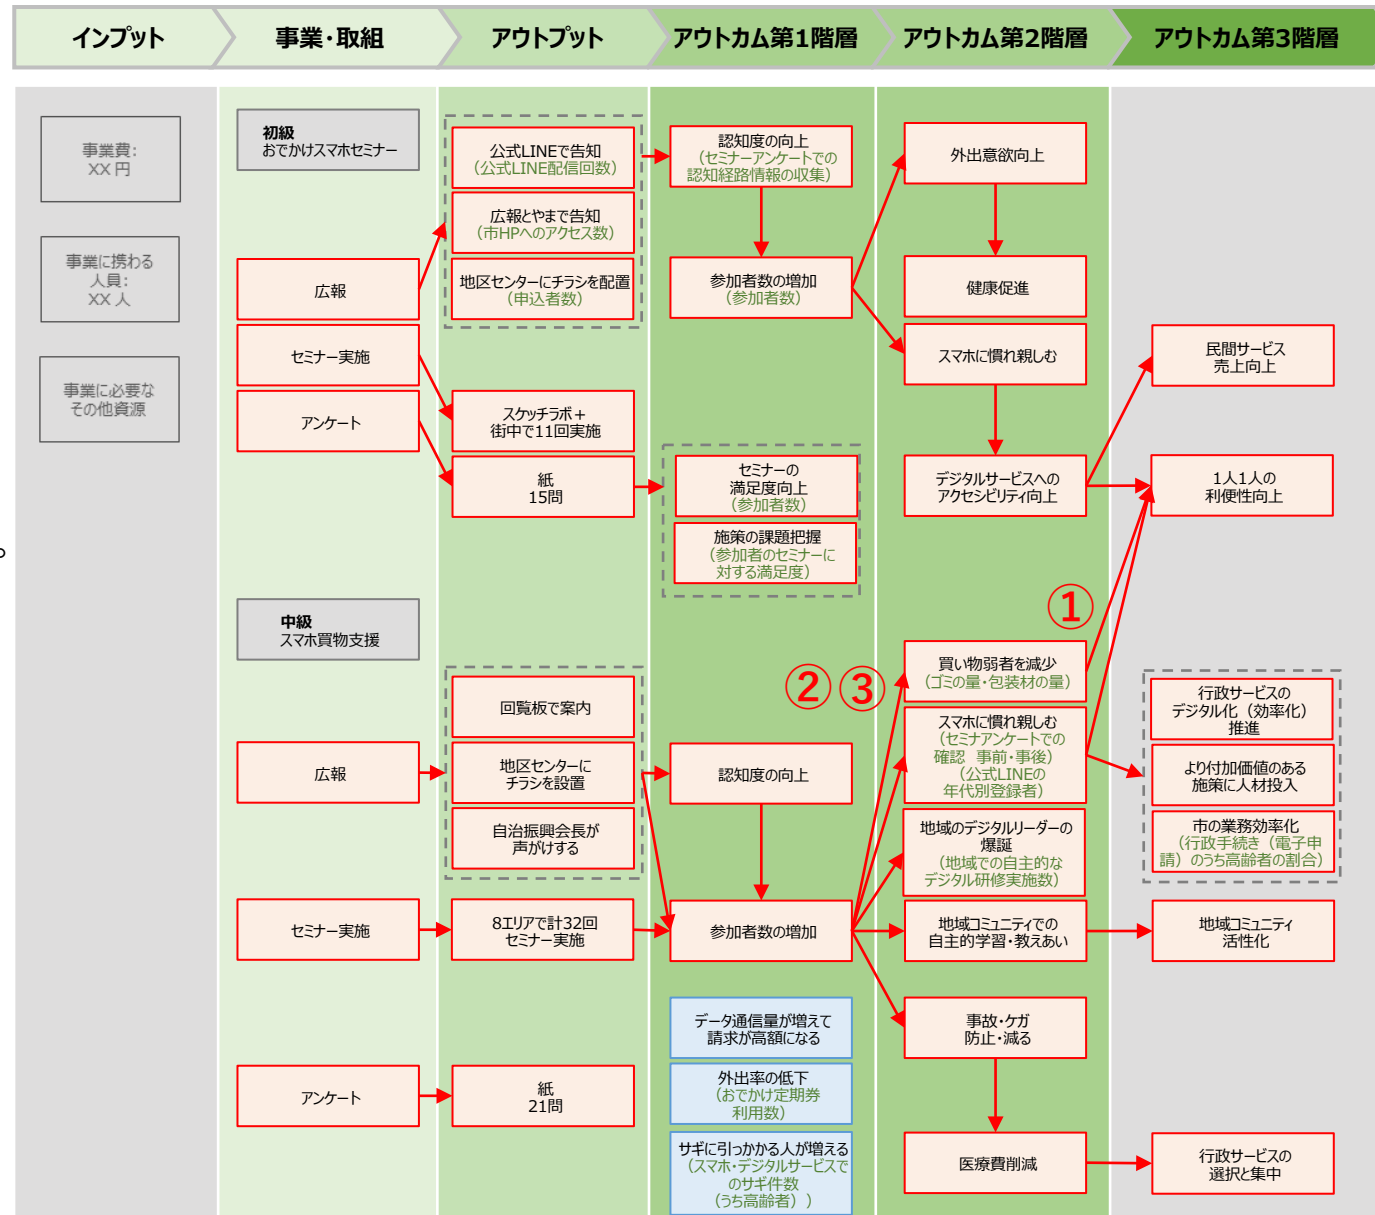 インプット
事業・取組
アウトプット
アウトカム第1階層
アウトカム第2階層
アウトカム第3階層
事業費：
XX 円
事業に携わる
人員：
XX 人
事業に必要な
その他資源
初級
おでかけスマホセミナー
広報
セミナー実施
アンケート
公式LINEで告知
（公式LINE配信回数）
広報とやまで告知
（市HPへのアクセス数）
地区センターにチラシを配置
（申込者数）
スケッチラボ＋
街中で11回実施
紙
15問
認知度の向上
（セミナーアンケートでの
認知経路情報の収集）
参加者数の増加
（参加者数）
セミナーの
満足度向上
（参加者数）
施策の課題把握
（参加者のセミナーに
対する満足度）
外出意欲向上
健康促進
スマホに慣れ親しむ
デジタルサービスへの
アクセシビリティ向上
民間サービス
売上向上
1人1人の
利便性向上
。
中級
スマホ買物支援
広報
セミナー実施
アンケート
回覧板で案内
地区センターに
チラシを設置
自治振興会長が
声がけする
8エリアで計32回
セミナー実施
紙
21問
認知度の向上
参加者数の増加
データ通信量が増えて
請求が高額になる
外出率の低下
（おでかけ定期券
利用数）
サギに引っかかる人が増える
（スマホ・デジタルサービスで
のサギ件数
（うち高齢者））
①
② ③
買い物弱者を減少
（ゴミの量・包装材の量）
スマホに慣れ親しむ
（セミナアンケートでの
確認 事前・事後）
（公式LINEの
年代別登録者）
地域のデジタルリーダーの
爆誕
（地域での自主的な
デジタル研修実施数）
地域コミュニティでの
自主的学習・教えあい
事故・ケガ
防止・減る
医療費削減
行政サービスの
デジタル化（効率化）
推進
より付加価値のある
施策に人材投入
市の業務効率化
（行政手続き（電子申
請）のうち高齢者の割合）
地域コミュニティ
活性化
行政サービスの
選択と集中